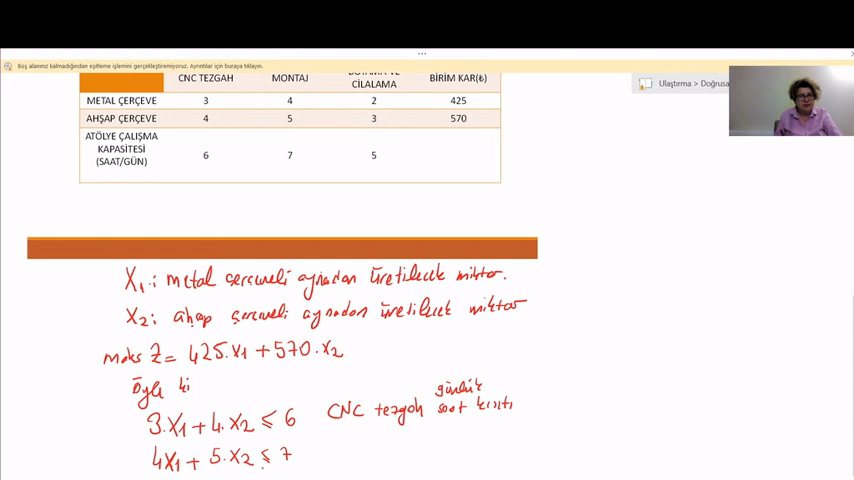 Boş alanınız kalmadığından eşitleme işlemini gerçekleştiremiyoruz. Ayrıntılar için buraya tıklayın.
CNC TEZGAH MONTAJ BOYAMA VE CİLALAMA BİRİM KAR(₺)
METAL ÇERÇEVE 3 4 2 425
AHŞAP ÇERÇEVE 4 5 3 570
ATÖLYE ÇALIŞMA
KAPASİTESİ
(SAAT/GÜN) 6 7 5
Ulaştırma > Doğrusa
X₁: metal çerçeveli aynadan üretilecek miktar.
X₂: ahşap çerçeveli aynadan üretilecek miktar
maks Z = 425.X₁ + 570.X₂
Öyle ki
3.X₁ + 4.X₂ ≤ 6 CNC tezgah günlük saat kısıtı
4X₁ + 5.X₂ ≤ 7